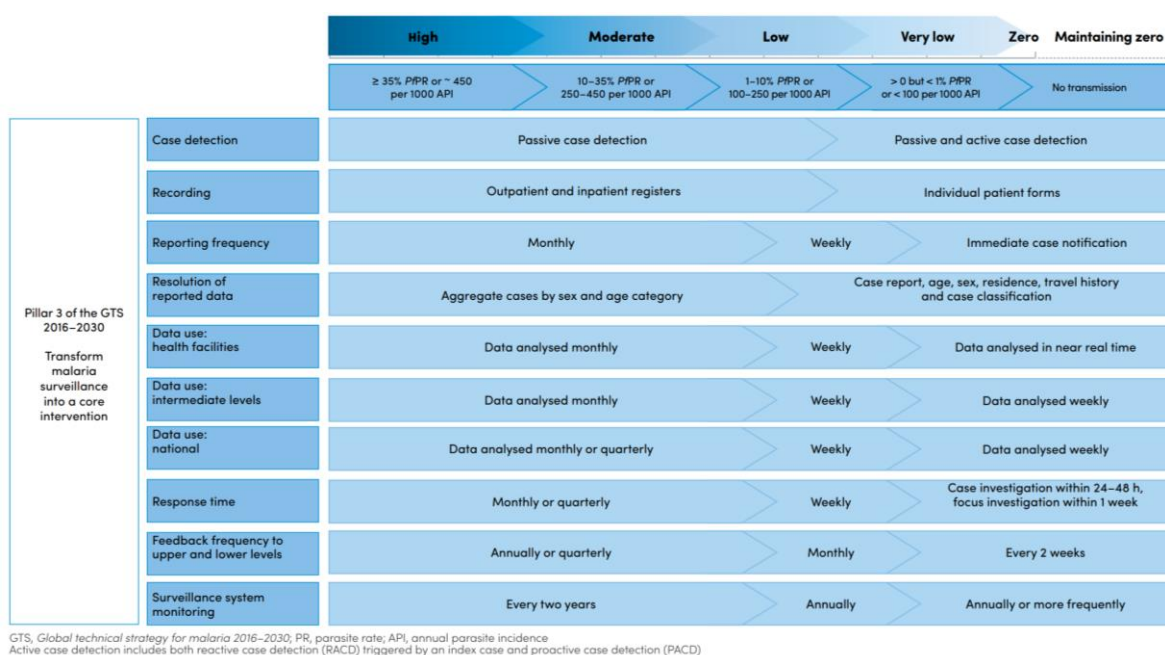 High Moderate Low Very low Zero Maintaining zero
≥ 35% PfPR or ~ 450
per 1000 API
10–35% PfPR or
250–450 per 1000 API
1–10% PfPR or
100–250 per 1000 API
> 0 but < 1% PfPR
or < 100 per 1000 API
No transmission
Pillar 3 of the GTS
2016–2030
Transform
malaria
surveillance
into a core
intervention
Case detection
Passive case detection
Passive and active case detection
Recording
Outpatient and inpatient registers
Individual patient forms
Reporting frequency
Monthly
Weekly
Immediate case notification
Resolution of
reported data
Aggregate cases by sex and age category
Case report, age, sex, residence, travel history
and case classification
Data use:
health facilities
Data analysed monthly
Weekly
Data analysed in near real time
Data use:
intermediate levels
Data analysed monthly
Weekly
Data analysed weekly
Data use:
national
Data analysed monthly or quarterly
Weekly
Data analysed weekly
Response time
Monthly or quarterly
Weekly
Case investigation within 24–48 h,
focus investigation within 1 week
Feedback frequency to
upper and lower levels
Annually or quarterly
Monthly
Every 2 weeks
Surveillance system
monitoring
Every two years
Annually
Annually or more frequently
GTS, Global technical strategy for malaria 2016–2030; PR, parasite rate; API, annual parasite incidence
Active case detection includes both reactive case detection (RACD) triggered by an index case and proactive case detection (PACD)